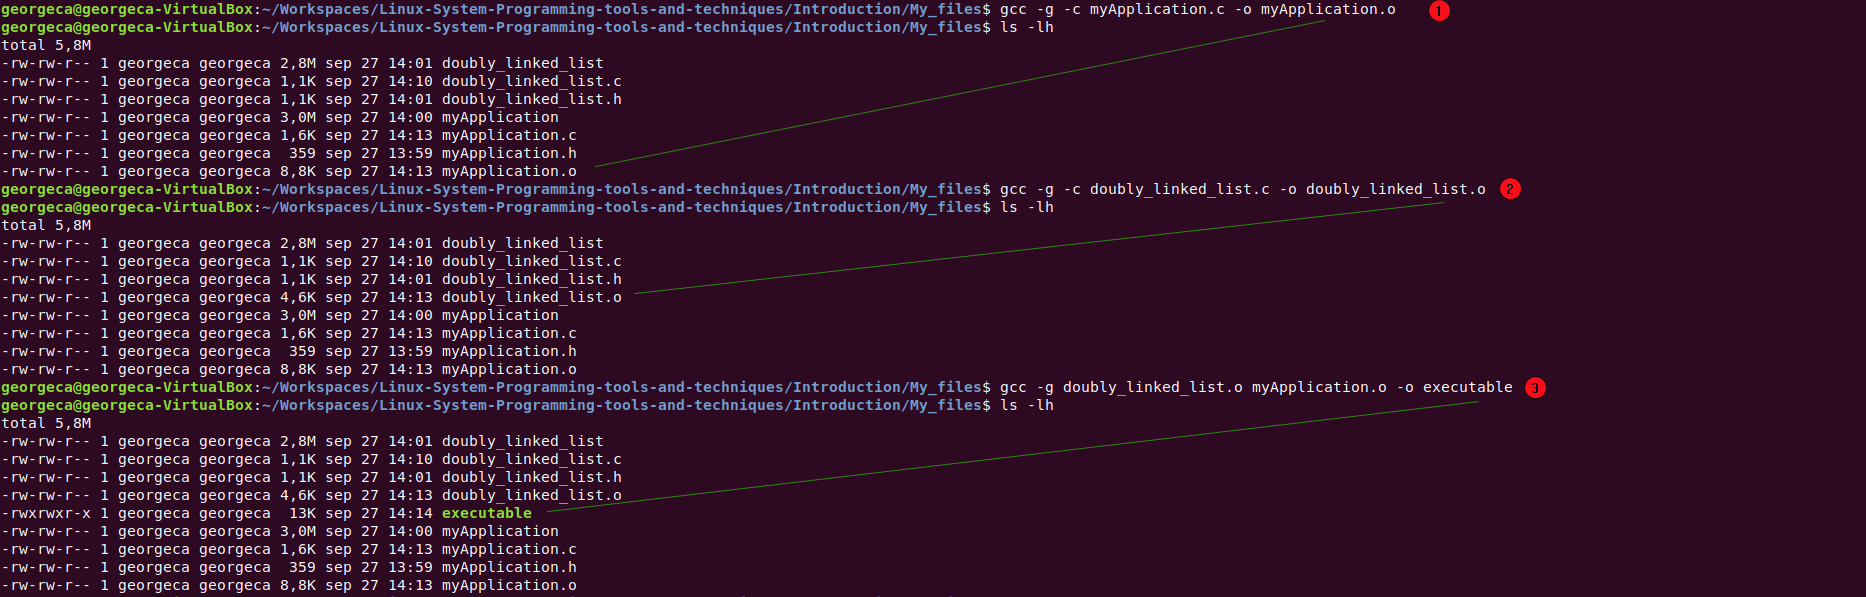 georgeca@georgeca-VirtualBox:~/Workspaces/Linux-System-Programming-tools-and-techniques/Introduction/My_files$ gcc -g -c myApplication.c -o myApplication.o 1
georgeca@georgeca-VirtualBox:~/Workspaces/Linux-System-Programming-tools-and-techniques/Introduction/My_files$ ls -lh
total 5,8M
-rw-rw-r-- 1 georgeca georgeca 2,8M sep 27 14:01 doubly_linked_list
-rw-rw-r-- 1 georgeca georgeca 1,1K sep 27 14:10 doubly_linked_list.c
-rw-rw-r-- 1 georgeca georgeca 1,1K sep 27 14:01 doubly_linked_list.h
-rw-rw-r-- 1 georgeca georgeca 3,0M sep 27 14:00 myApplication
-rw-rw-r-- 1 georgeca georgeca 1,6K sep 27 14:13 myApplication.c
-rw-rw-r-- 1 georgeca georgeca  359 sep 27 13:59 myApplication.h
-rw-rw-r-- 1 georgeca georgeca 8,8K sep 27 14:13 myApplication.o
georgeca@georgeca-VirtualBox:~/Workspaces/Linux-System-Programming-tools-and-techniques/Introduction/My_files$ gcc -g -c doubly_linked_list.c -o doubly_linked_list.o 2
georgeca@georgeca-VirtualBox:~/Workspaces/Linux-System-Programming-tools-and-techniques/Introduction/My_files$ ls -lh
total 5,8M
-rw-rw-r-- 1 georgeca georgeca 2,8M sep 27 14:01 doubly_linked_list
-rw-rw-r-- 1 georgeca georgeca 1,1K sep 27 14:10 doubly_linked_list.c
-rw-rw-r-- 1 georgeca georgeca 1,1K sep 27 14:01 doubly_linked_list.h
-rw-rw-r-- 1 georgeca georgeca 4,6K sep 27 14:13 doubly_linked_list.o
-rw-rw-r-- 1 georgeca georgeca 3,0M sep 27 14:00 myApplication
-rw-rw-r-- 1 georgeca georgeca 1,6K sep 27 14:13 myApplication.c
-rw-rw-r-- 1 georgeca georgeca  359 sep 27 13:59 myApplication.h
-rw-rw-r-- 1 georgeca georgeca 8,8K sep 27 14:13 myApplication.o
georgeca@georgeca-VirtualBox:~/Workspaces/Linux-System-Programming-tools-and-techniques/Introduction/My_files$ gcc -g doubly_linked_list.o myApplication.o -o executable 3
georgeca@georgeca-VirtualBox:~/Workspaces/Linux-System-Programming-tools-and-techniques/Introduction/My_files$ ls -lh
total 5,8M
-rw-rw-r-- 1 georgeca georgeca 2,8M sep 27 14:01 doubly_linked_list
-rw-rw-r-- 1 georgeca georgeca 1,1K sep 27 14:10 doubly_linked_list.c
-rw-rw-r-- 1 georgeca georgeca 1,1K sep 27 14:01 doubly_linked_list.h
-rw-rw-r-- 1 georgeca georgeca 4,6K sep 27 14:13 doubly_linked_list.o
-rwxrwxr-x 1 georgeca georgeca  13K sep 27 14:14 executable
-rw-rw-r-- 1 georgeca georgeca 3,0M sep 27 14:00 myApplication
-rw-rw-r-- 1 georgeca georgeca 1,6K sep 27 14:13 myApplication.c
-rw-rw-r-- 1 georgeca georgeca  359 sep 27 13:59 myApplication.h
-rw-rw-r-- 1 georgeca georgeca 8,8K sep 27 14:13 myApplication.o